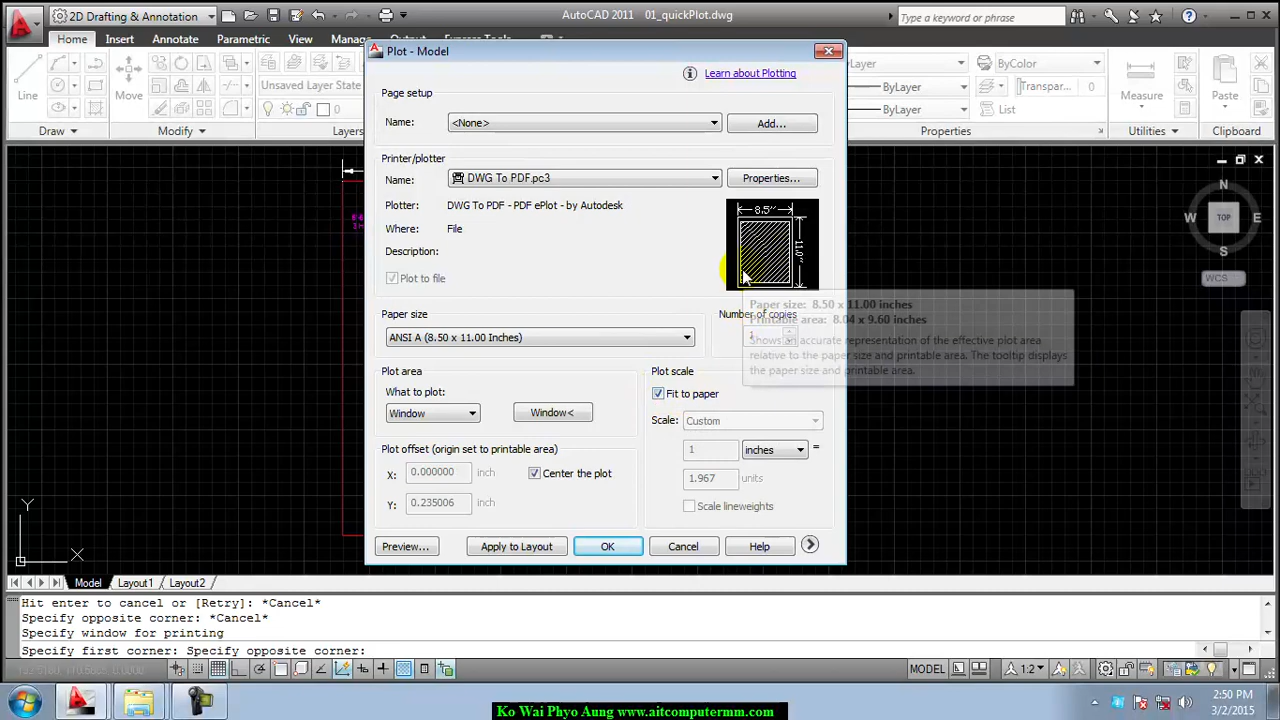 2D Drafting & Annotation
AutoCAD 2011 01_quickPlot.dwg
Type a keyword or phrase
Home Insert Annotate Parametric View
Plot - Model
Learn about Plotting
Page setup
Name: <None> Add...
Printer/plotter
Name: DWG To PDF.pc3 Properties...
Plotter: DWG To PDF - PDF ePlot - by Autodesk
Where: File
Description:
Plot to file
8.5"
11.0"
Paper size
ANSI A (8.50 x 11.00 Inches)
Number of copies
1
Paper size: 8.50 x 11.00 inches
Printable area: 8.04 x 9.60 inches
Shows an accurate representation of the effective plot area
relative to the paper size and printable area. The tooltip displays
the paper size and printable area.
Plot area
What to plot:
Window Window<
Plot scale
Fit to paper
Scale: Custom
1 inches =
1.967 units
Scale lineweights
Plot offset (origin set to printable area)
X: 0.000000 inch Center the plot
Y: 0.235006 inch
Preview... Apply to Layout OK Cancel Help
Line
Move
Draw
Modify
Unsaved Layer State
0
Layers
ByColor
ByLayer
ByLayer
Transpar... 0
List
Properties
Measure
Utilities
Paste
Clipboard
N
W TOP E
S
WCS
Y
X
Model Layout1 Layout2
Hit enter to cancel or [Retry]: *Cancel*
Specify opposite corner: *Cancel*
Specify window for printing
Specify first corner: Specify opposite corner:
MODEL 1:2
2:50 PM
3/2/2015
Ko Wai Phyo Aung www.aitcomputermm.com